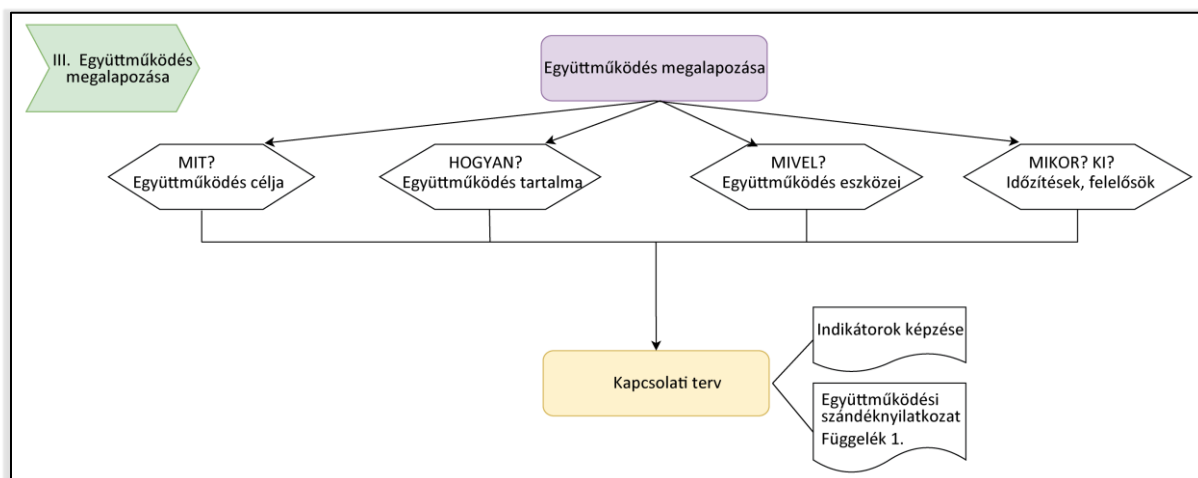 III. Együttműködés
megalapozása
Együttműködés megalapozása
MIT?
Együttműködés célja
HOGYAN?
Együttműködés tartalma
MIVEL?
Együttműködés eszközei
MIKOR? KI?
Időzítések, felelősök
Indikátorok képzése
Kapcsolati terv
Együttműködési
szándéknyilatkozat
Függelék 1.